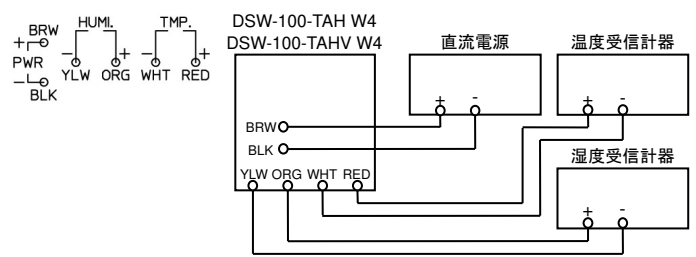 HUMI. TMP.
+ BRW
PWR
- BLK
- + - +
YLW ORG WHT RED
DSW-100-TAH W4
DSW-100-TAHV W4
直流電源
+ -
温度受信計器
+ -
BRW
BLK
YLW ORG WHT RED
湿度受信計器
+ -